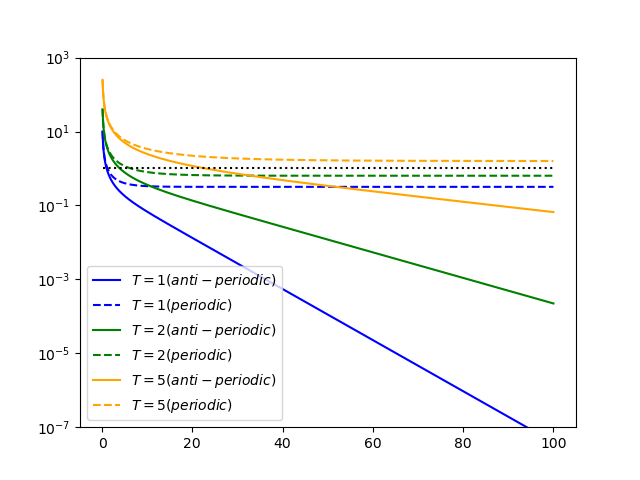 10^3
10^1
10^−1
10^−3
10^−5
10^−7
T = 1(anti − periodic)
T = 1(periodic)
T = 2(anti − periodic)
T = 2(periodic)
T = 5(anti − periodic)
T = 5(periodic)
0 20 40 60 80 100